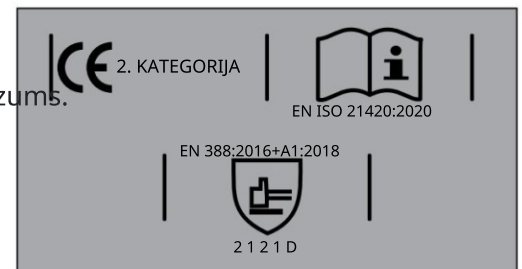 CE 2. KATEGORIJA
zums.
EN ISO 21420:2020
EN 388:2016+A1:2018
2 1 2 1 D